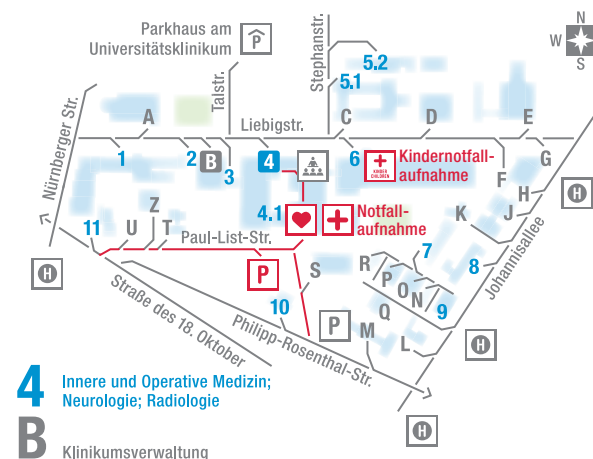 N
W
S
Parkhaus am
Universitätsklinikum
P
Stephanstr.
5.2
5.1
Talstr.
Nürnberger Str.
A
Liebigstr.
C
D
E
1
2
B
3
4
6
KINDER
CHILDREN
Kindernotfall-
aufnahme
F
G
H
H
J
K
Johannisallee
4.1
Notfall-
aufnahme
11
U
Z
T
Paul-List-Str.
P
H
S
R
P
O
N
7
8
9
Q
Straße des 18. Oktober
10
Philipp-Rosenthal-Str.
P
M
L
H
H
4
Innere und Operative Medizin;
Neurologie; Radiologie
B
Klinikumsverwaltung